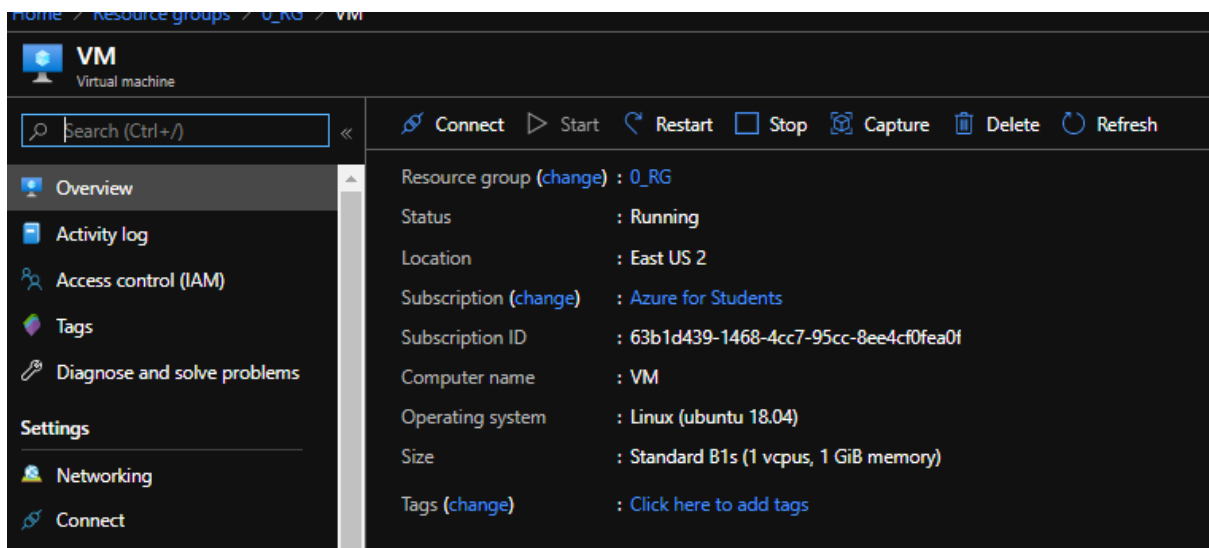 Home > Resource groups > 0_RG > VM
VM
Virtual machine
Search (Ctrl+/)
«
Overview
Activity log
Access control (IAM)
Tags
Diagnose and solve problems
Settings
Networking
Connect
Connect Start Restart Stop Capture Delete Refresh
Resource group (change) : 0_RG
Status : Running
Location : East US 2
Subscription (change) : Azure for Students
Subscription ID : 63b1d439-1468-4cc7-95cc-8ee4cf0fea0f
Computer name : VM
Operating system : Linux (ubuntu 18.04)
Size : Standard B1s (1 vcpus, 1 GiB memory)
Tags (change) : Click here to add tags